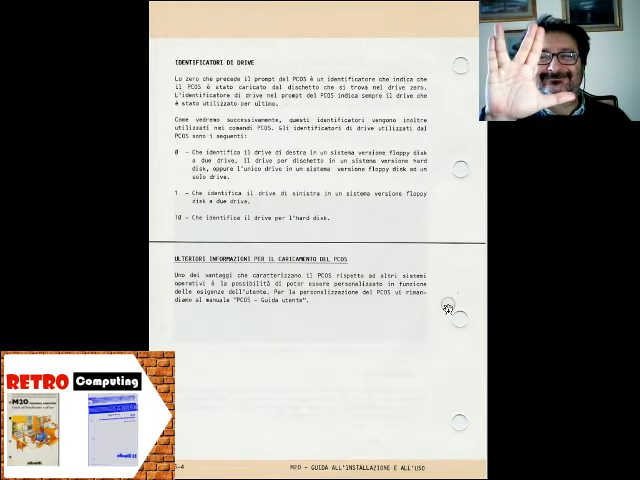 IDENTIFICATORI DI DRIVE
Lo zero che precede il prompt del PCOS è un identificatore che indica che
il PCOS è stato caricato dal dischetto che si trova nel drive zero.
L'identificatore di drive nel prompt del PCOS indica sempre il drive che
è stato utilizzato per ultimo.
Come vedremo successivamente, questi identificatori vengono inoltre
utilizzati nei comandi PCOS. Gli identificatori di drive utilizzati dal
PCOS sono i seguenti:
0 - Che identifica il drive di destra in un sistema versione floppy disk
a due drive, il drive per dischetto in un sistema versione hard
disk, oppure l'unico drive in un sistema versione floppy disk ad un
solo drive.
1 - Che identifica il drive di sinistra in un sistema versione floppy
disk a due drive.
10 - Che identifica il drive per l'hard disk.
ULTERIORI INFORMAZIONI PER IL CARICAMENTO DEL PCOS
Uno dei vantaggi che caratterizzano il PCOS rispetto ad altri sistemi
operativi è la possibilità di poter essere personalizzato in funzione
delle esigenze dell'utente. Per la personalizzazione del PCOS vi riman-
diamo al manuale "PCOS - Guida utente".
RETRO Computing
M20
olivetti
olivetti
-4
M20 - GUIDA ALL'INSTALLAZIONE E ALL'USO